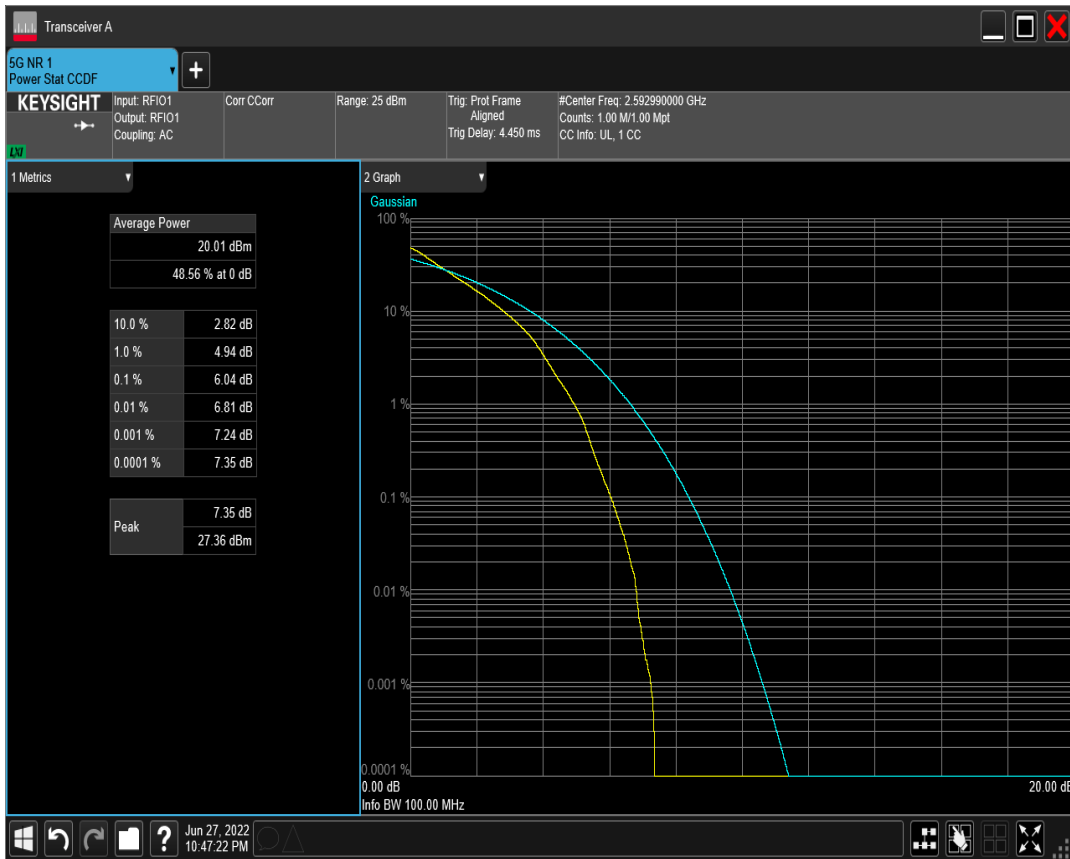 Transceiver A
5G NR 1
Power Stat CCDF
+
KEYSIGHT
LXI
Input: RFIO1
Output: RFIO1
Coupling: AC
Corr CCorr
Range: 25 dBm
Trig: Prot Frame
Aligned
Trig Delay: 4.450 ms
#Center Freq: 2.592990000 GHz
Counts: 1.00 M/1.00 Mpt
CC Info: UL, 1 CC
1 Metrics
Average Power
20.01 dBm
48.56 % at 0 dB
10.0 % 2.82 dB
1.0 % 4.94 dB
0.1 % 6.04 dB
0.01 % 6.81 dB
0.001 % 7.24 dB
0.0001 % 7.35 dB
Peak
7.35 dB
27.36 dBm
2 Graph
Gaussian
100 %
10 %
1 %
0.1 %
0.01 %
0.001 %
0.0001 %
0.00 dB 20.00 dB
Info BW 100.00 MHz
?
Jun 27, 2022
10:47:22 PM